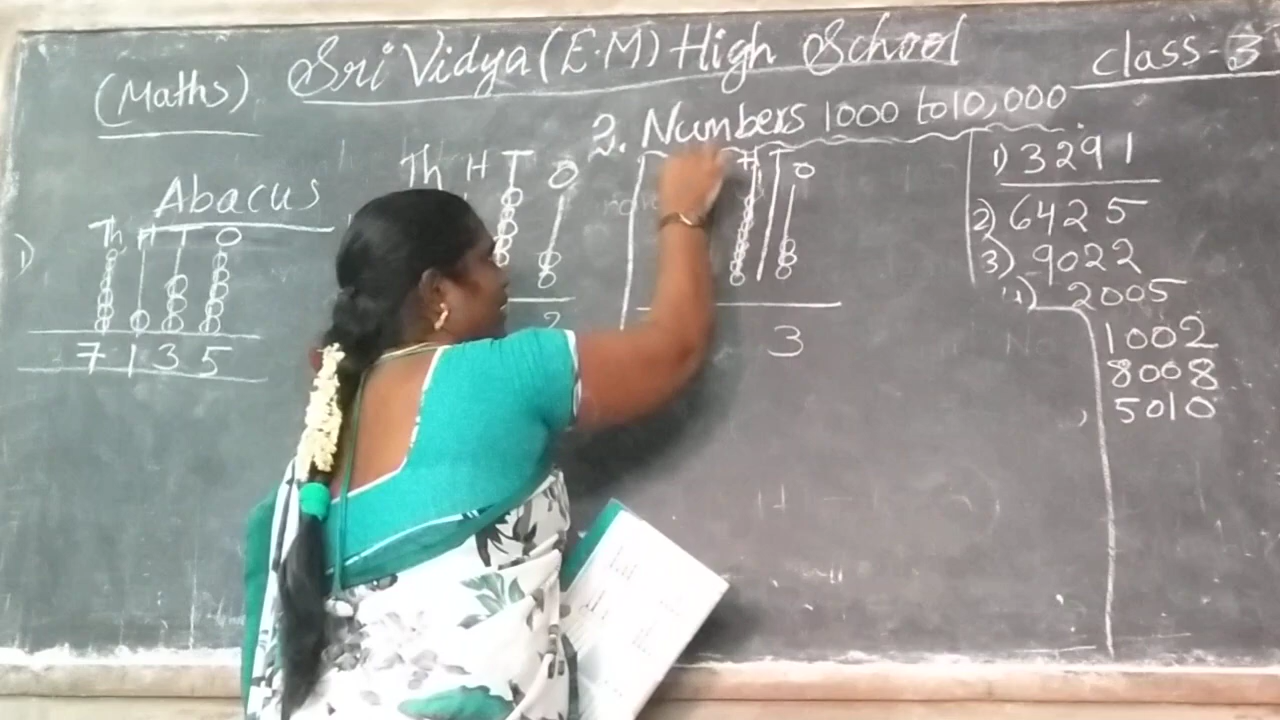 Sri Vidya (E.M) High School
(Maths)
Class-3
2. Numbers 1000 to 10,000
Abacus
1)
Th H T O
7 1 3 5
Th H T O
2
H T O
3
1) 3291
2) 6425
3) 9022
4) 2005
1002
8008
5010